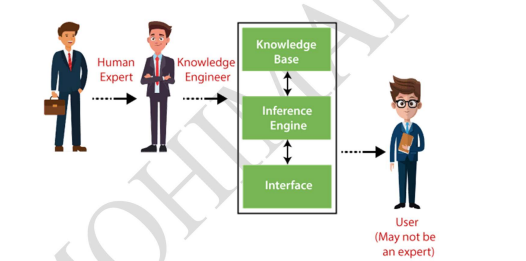 Human
Expert
Knowledge
Engineer
Knowledge
Base
Inference
Engine
Interface
User
(May not be
an expert)